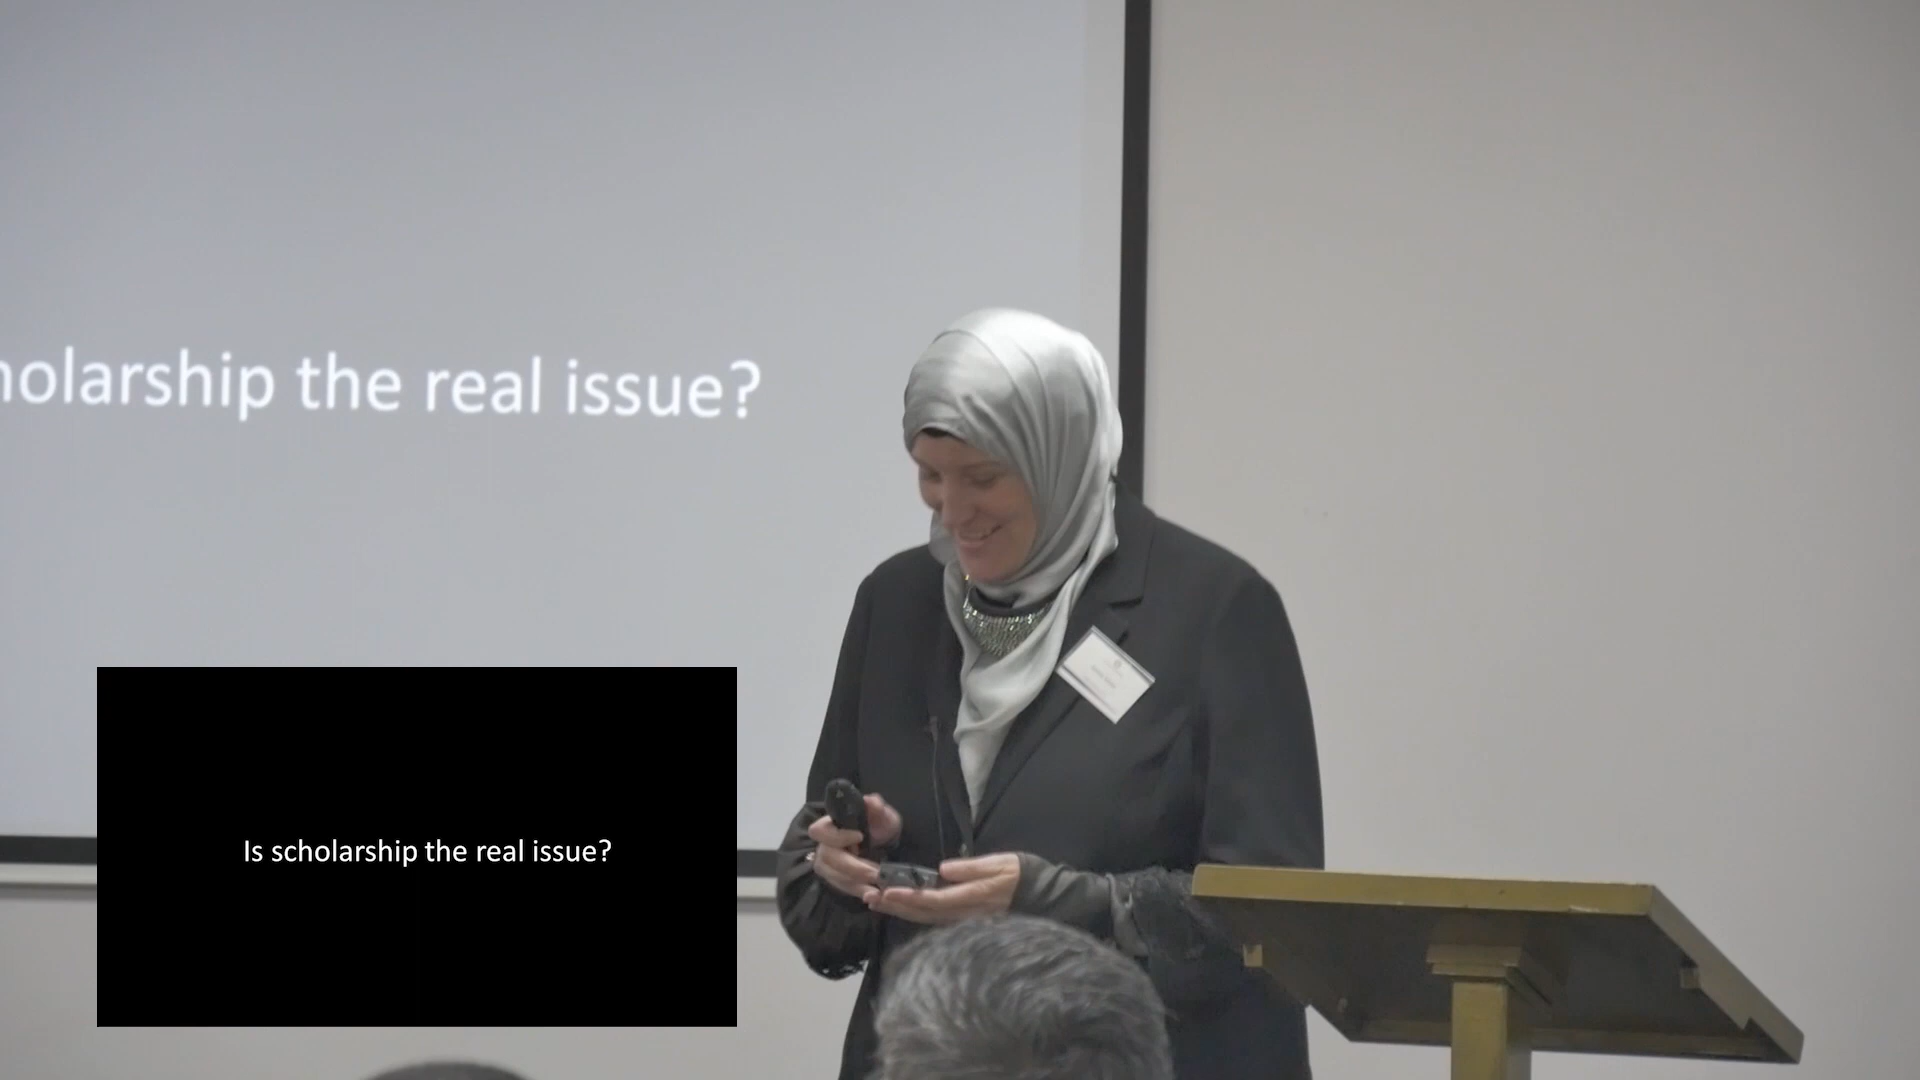 holarship the real issue?
Is scholarship the real issue?